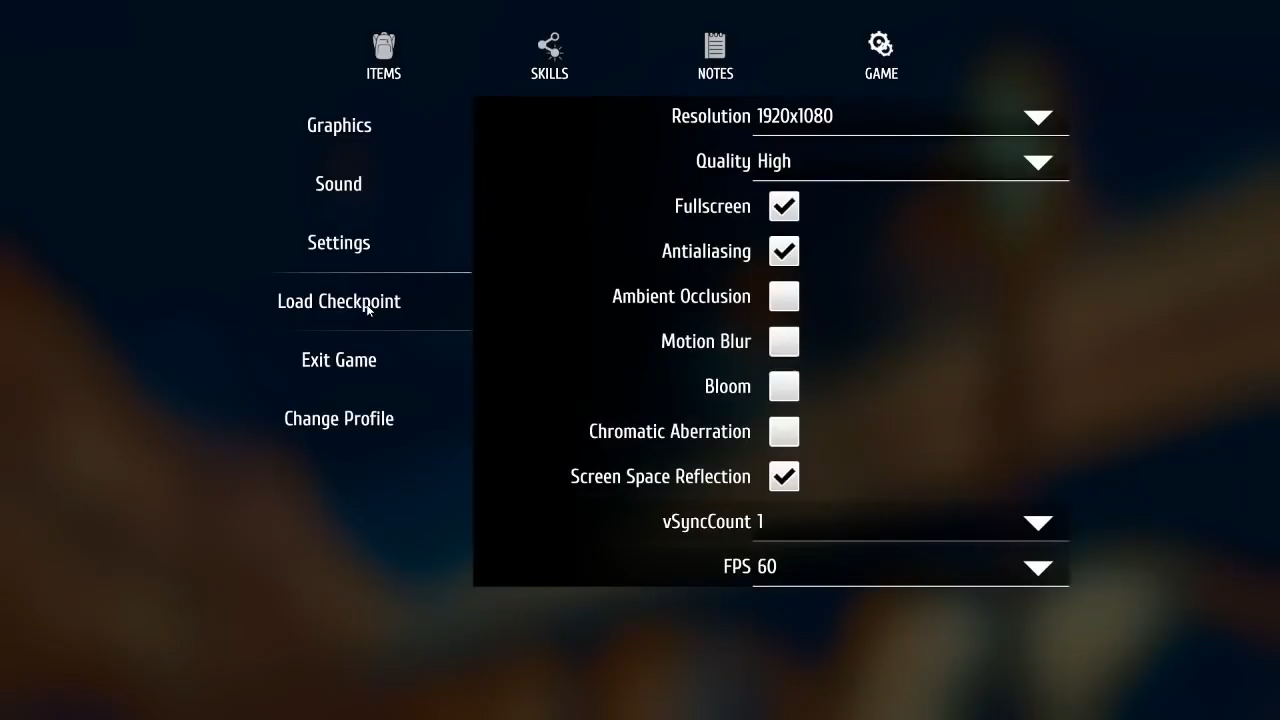 ITEMS SKILLS NOTES GAME
Graphics
Sound
Settings
Load Checkpoint
Exit Game
Change Profile
Resolution 1920x1080
Quality High
Fullscreen
Antialiasing
Ambient Occlusion
Motion Blur
Bloom
Chromatic Aberration
Screen Space Reflection
vSyncCount 1
FPS 60